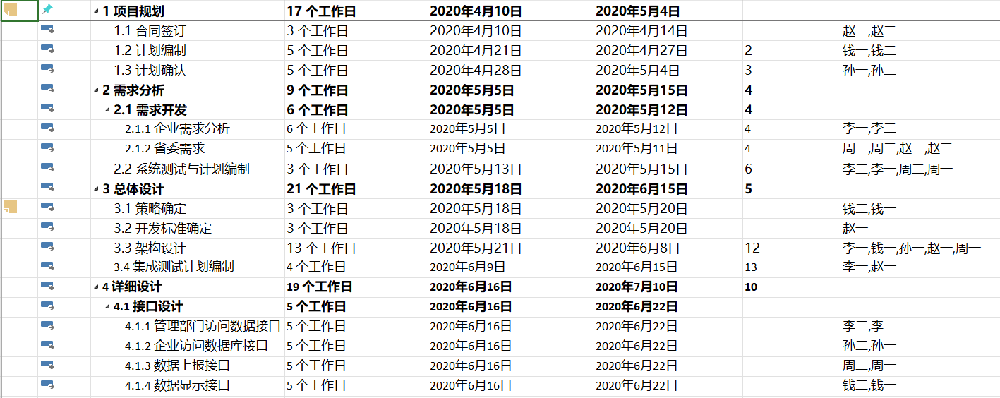 1 项目规划 17 个工作日 2020年4月10日 2020年5月4日
1.1 合同签订 3 个工作日 2020年4月10日 2020年4月14日 赵一,赵二
1.2 计划编制 5 个工作日 2020年4月21日 2020年4月27日 2 钱一,钱二
1.3 计划确认 5 个工作日 2020年4月28日 2020年5月4日 3 孙一,孙二
2 需求分析 9 个工作日 2020年5月5日 2020年5月15日 4
2.1 需求开发 6 个工作日 2020年5月5日 2020年5月12日 4
2.1.1 企业需求分析 6 个工作日 2020年5月5日 2020年5月12日 4 李一,李二
2.1.2 省委需求 5 个工作日 2020年5月5日 2020年5月11日 4 周一,周二,赵一,赵二
2.2 系统测试与计划编制 3 个工作日 2020年5月13日 2020年5月15日 6 李二,李一,周二,周一
3 总体设计 21 个工作日 2020年5月18日 2020年6月15日 5
3.1 策略确定 3 个工作日 2020年5月18日 2020年5月20日 钱二,钱一
3.2 开发标准确定 3 个工作日 2020年5月18日 2020年5月20日 赵一
3.3 架构设计 13 个工作日 2020年5月21日 2020年6月8日 12 李一,钱一,孙一,赵一,周一
3.4 集成测试计划编制 4 个工作日 2020年6月9日 2020年6月15日 13 李一,赵一
4 详细设计 19 个工作日 2020年6月16日 2020年7月10日 10
4.1 接口设计 5 个工作日 2020年6月16日 2020年6月22日
4.1.1 管理部门访问数据接口 5 个工作日 2020年6月16日 2020年6月22日 李二,李一
4.1.2 企业访问数据库接口 5 个工作日 2020年6月16日 2020年6月22日 孙二,孙一
4.1.3 数据上报接口 5 个工作日 2020年6月16日 2020年6月22日 周二,周一
4.1.4 数据显示接口 5 个工作日 2020年6月16日 2020年6月22日 钱二,钱一